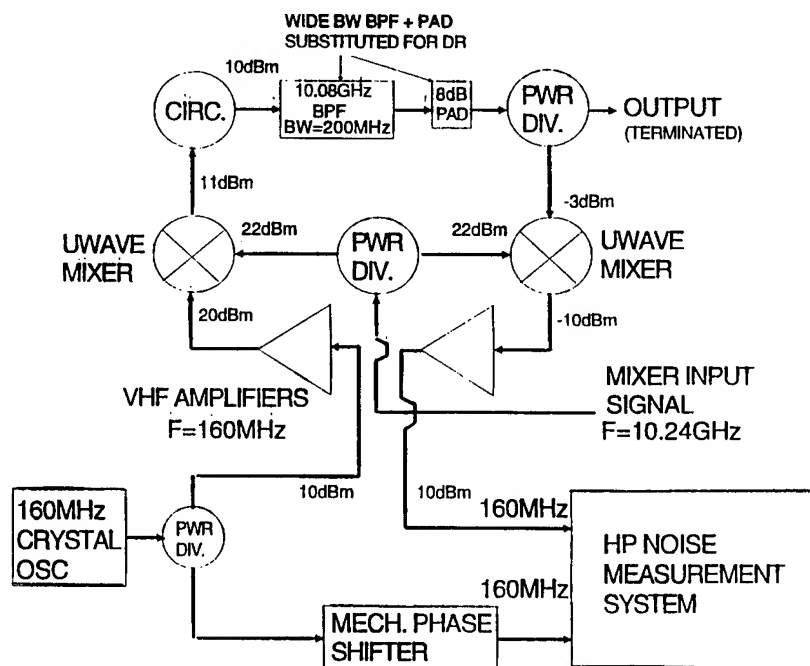 WIDE BW BPF + PAD
SUBSTITUTED FOR DR
10dBm
CIRC.
10.08GHz
BPF
BW=200MHz
8dB
PAD
PWR
DIV.
OUTPUT
(TERMINATED)
11dBm
-3dBm
UWAVE
MIXER
22dBm
PWR
DIV.
22dBm
UWAVE
MIXER
20dBm
-10dBm
VHF AMPLIFIERS
F=160MHz
MIXER INPUT
SIGNAL
F=10.24GHz
10dBm
10dBm
160MHz
160MHz
CRYSTAL
OSC
PWR
DIV.
160MHz
HP NOISE
MEASUREMENT
SYSTEM
MECH. PHASE
SHIFTER